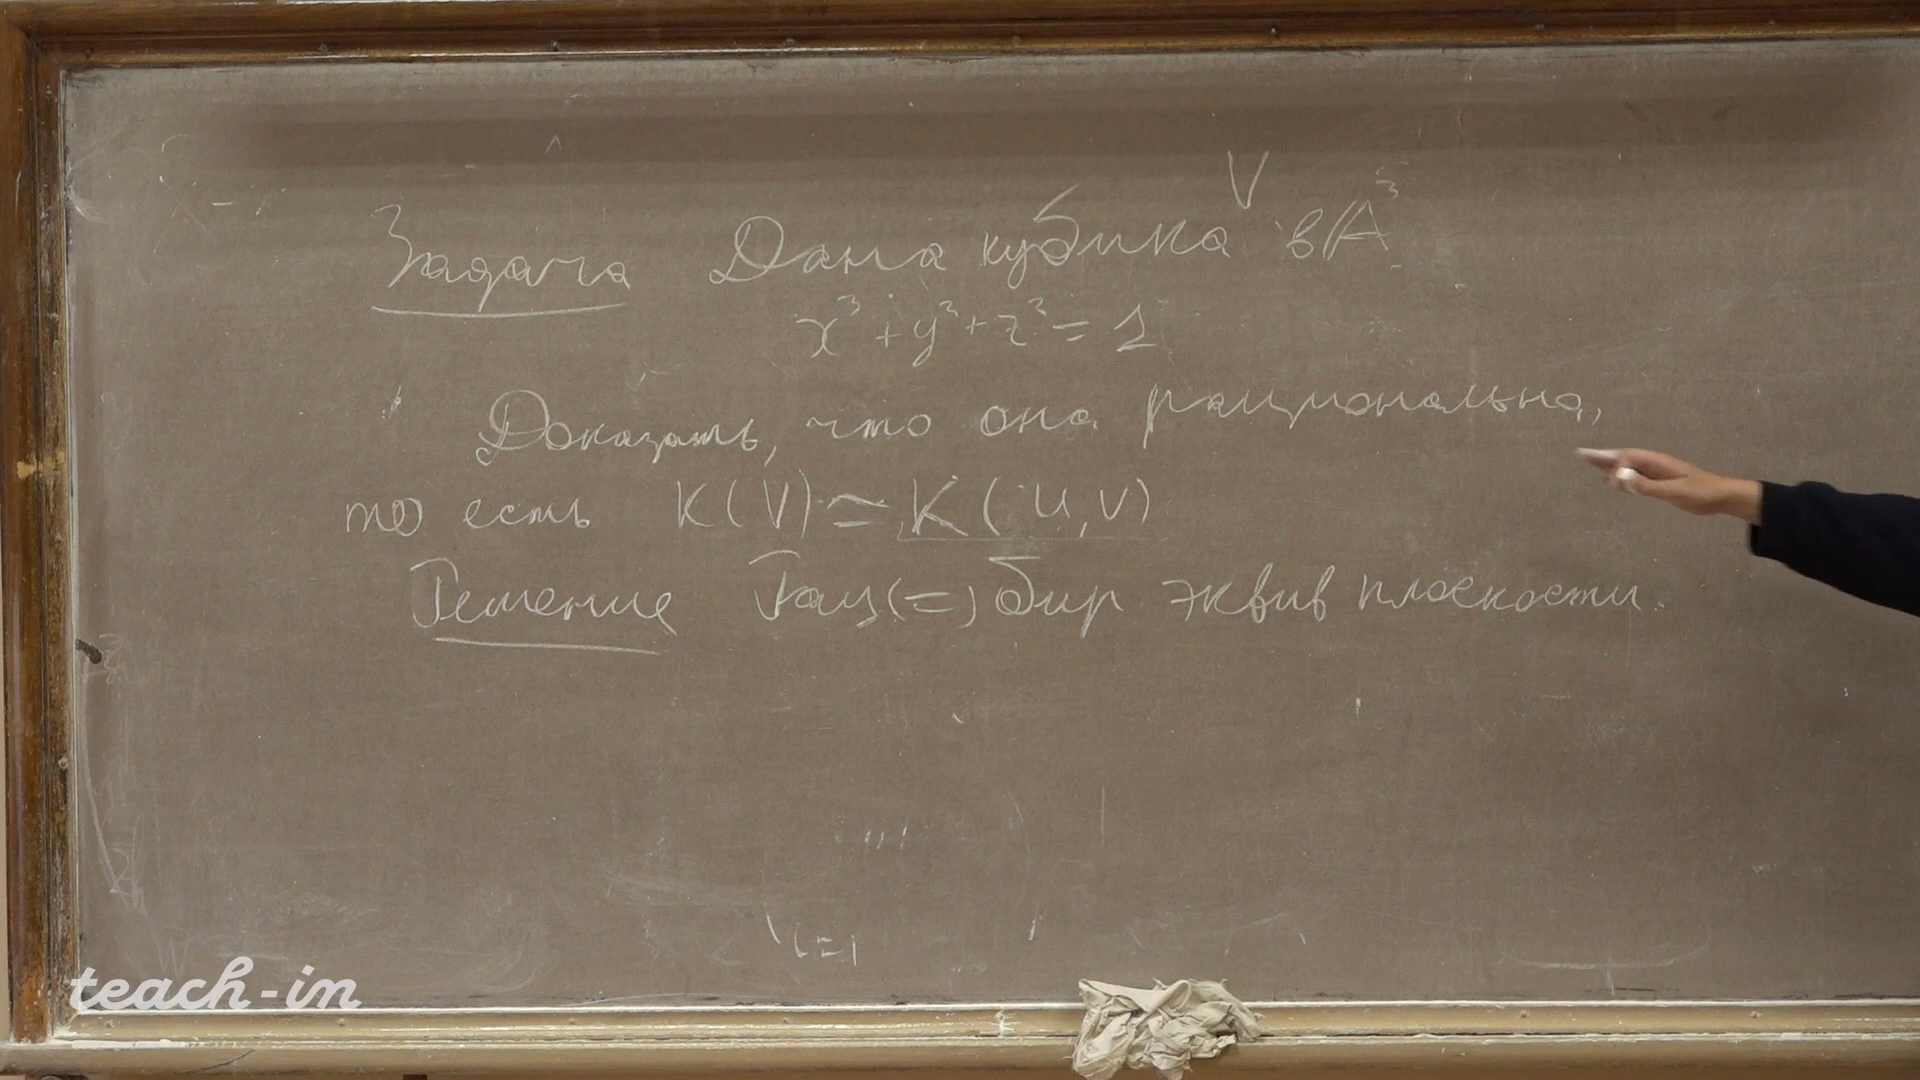 Задача Дана кубика V в 𝔸³
x³ + y³ + z³ = 1
Доказать, что она рациональна,
то есть K(V) ≃ K(u,v)
Решение Рац (=) бир эквив плоскости.
teach-in